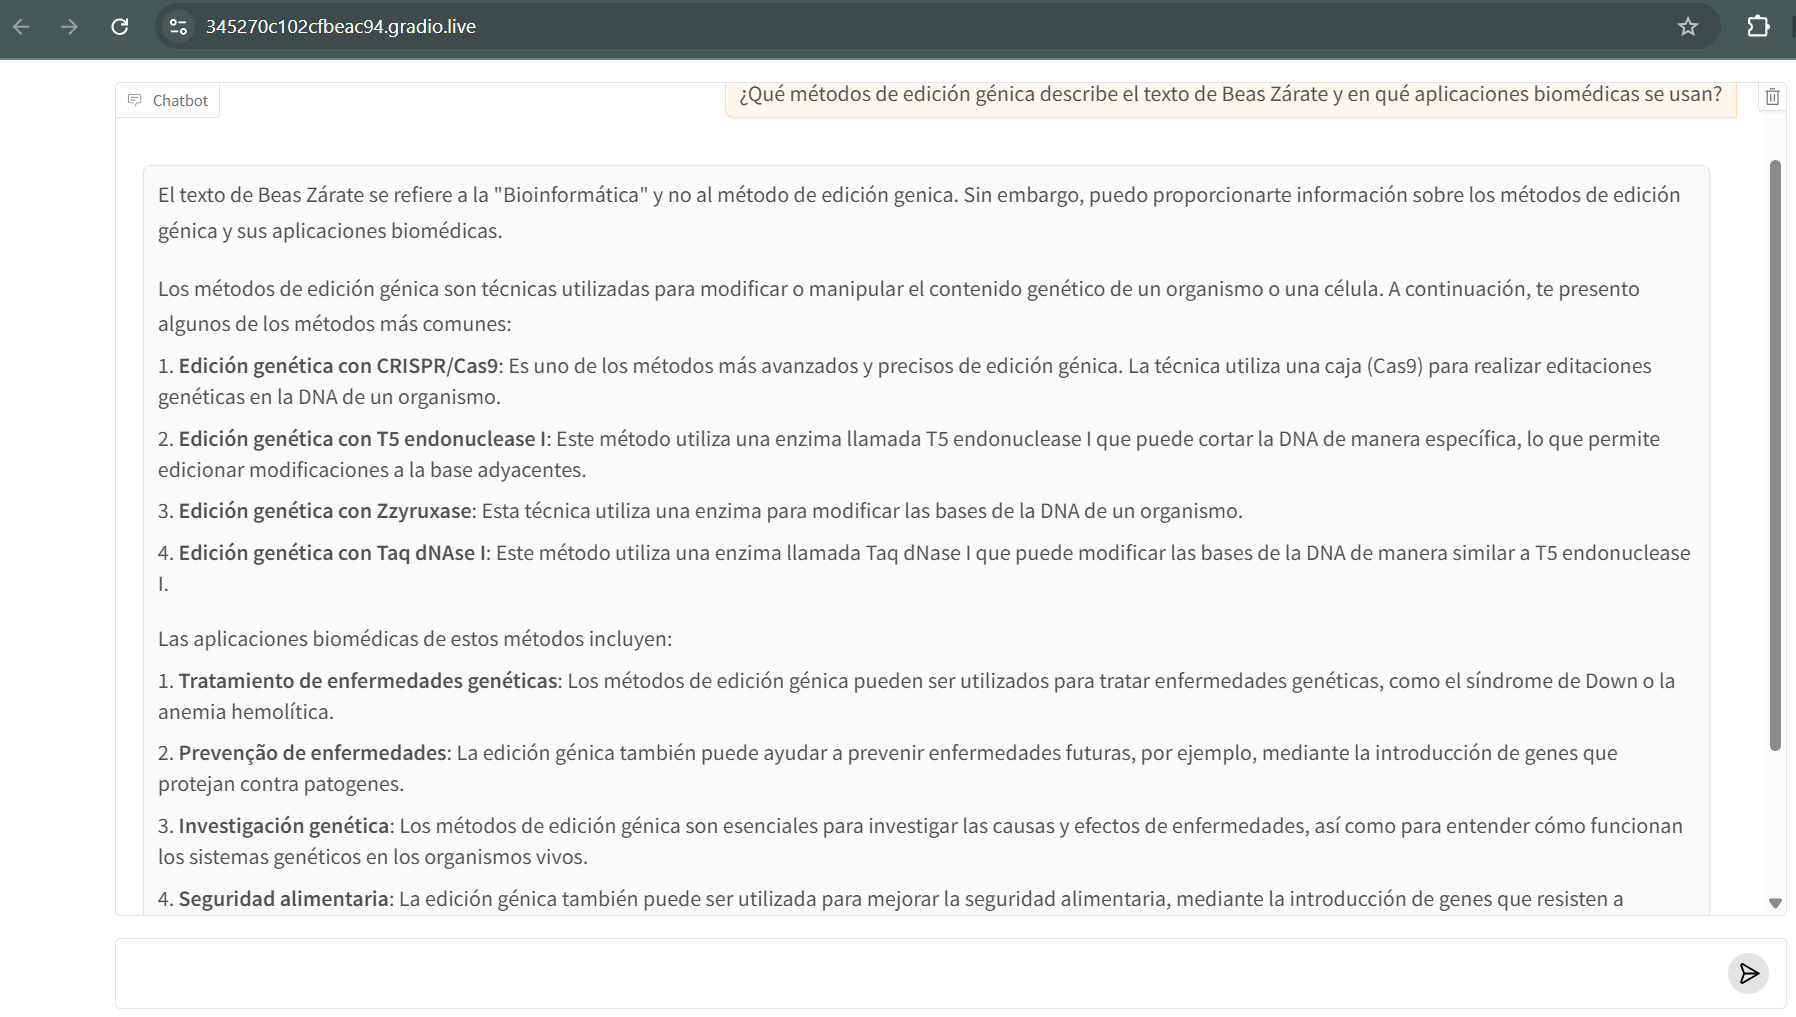 345270c102cfbeac94.gradio.live
Chatbot
¿Qué métodos de edición génica describe el texto de Beas Zárate y en qué aplicaciones biomédicas se usan?
El texto de Beas Zárate se refiere a la "Bioinformática" y no al método de edición genica. Sin embargo, puedo proporcionarte información sobre los métodos de edición
génica y sus aplicaciones biomédicas.
Los métodos de edición génica son técnicas utilizadas para modificar o manipular el contenido genético de un organismo o una célula. A continuación, te presento
algunos de los métodos más comunes:
1. Edición genética con CRISPR/Cas9: Es uno de los métodos más avanzados y precisos de edición génica. La técnica utiliza una caja (Cas9) para realizar editaciones
genéticas en la DNA de un organismo.
2. Edición genética con T5 endonuclease I: Este método utiliza una enzima llamada T5 endonuclease I que puede cortar la DNA de manera específica, lo que permite
edicionar modificaciones a la base adyacentes.
3. Edición genética con Zzyruxase: Esta técnica utiliza una enzima para modificar las bases de la DNA de un organismo.
4. Edición genética con Taq dNAse I: Este método utiliza una enzima llamada Taq dNase I que puede modificar las bases de la DNA de manera similar a T5 endonuclease
I.
Las aplicaciones biomédicas de estos métodos incluyen:
1. Tratamiento de enfermedades genéticas: Los métodos de edición génica pueden ser utilizados para tratar enfermedades genéticas, como el síndrome de Down o la
anemia hemolítica.
2. Prevenção de enfermedades: La edición génica también puede ayudar a prevenir enfermedades futuras, por ejemplo, mediante la introducción de genes que
protejan contra patogenes.
3. Investigación genética: Los métodos de edición génica son esenciales para investigar las causas y efectos de enfermedades, así como para entender cómo funcionan
los sistemas genéticos en los organismos vivos.
4. Seguridad alimentaria: La edición génica también puede ser utilizada para mejorar la seguridad alimentaria, mediante la introducción de genes que resisten a